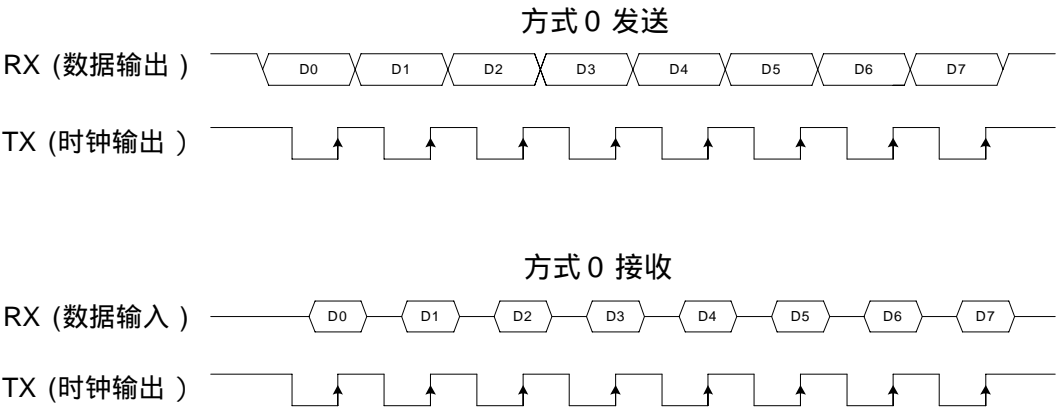 方式0 发送
RX (数据输出)
D0 D1 D2 D3 D4 D5 D6 D7
TX (时钟输出)
方式0 接收
RX (数据输入)
D0 D1 D2 D3 D4 D5 D6 D7
TX (时钟输出)